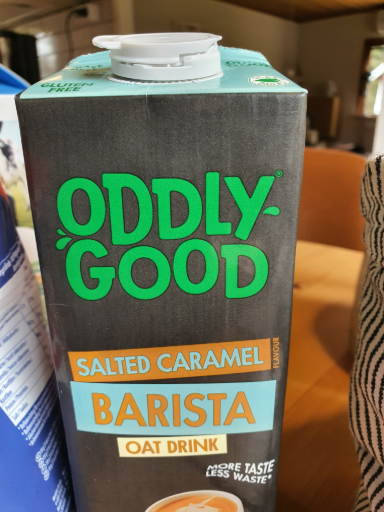 GLUTEN
FREE
ODDLY
GOOD®
SALTED CARAMEL
FLAVOUR
BARISTA
OAT DRINK
MORE TASTE
LESS WASTE*